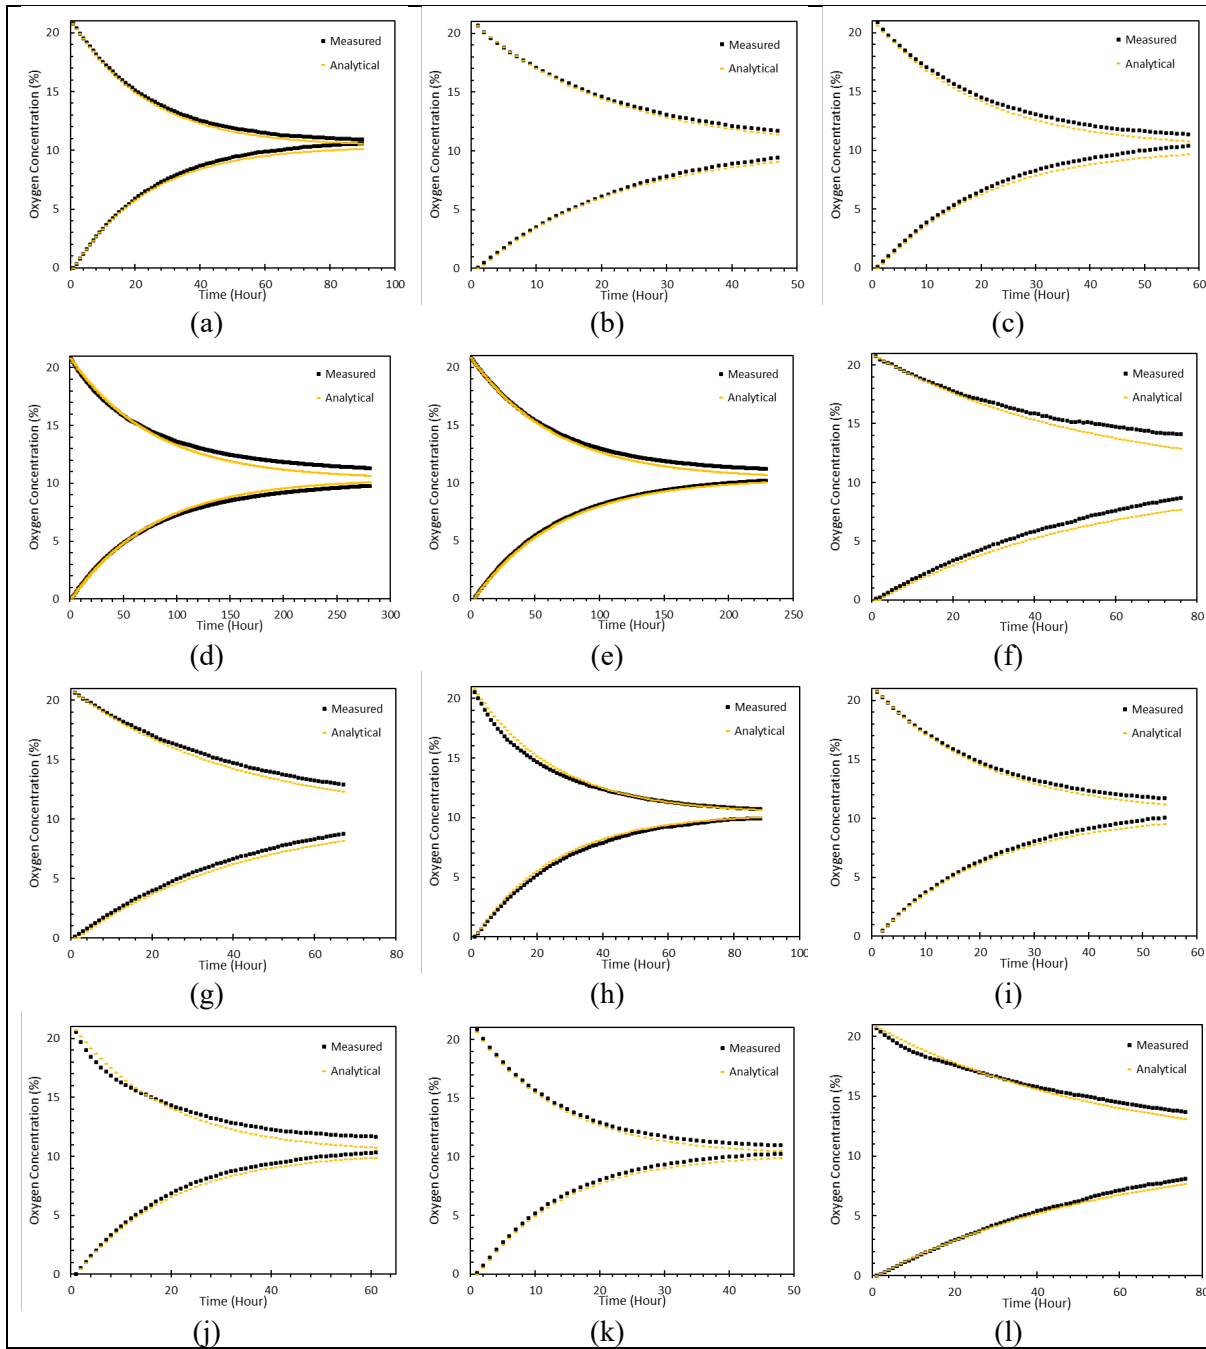 20
15
10
5
0
Oxygen Concentration (%)
Measured
Analytical
0 20 40 60 80 100
Time (Hour)
(a)
20
15
10
5
0
Oxygen Concentration (%)
Measured
Analytical
0 10 20 30 40 50
Time (Hour)
(b)
20
15
10
5
0
Oxygen Concentration (%)
Measured
Analytical
0 10 20 30 40 50 60
Time (Hour)
(c)
20
15
10
5
0
Oxygen Concentration (%)
Measured
Analytical
0 50 100 150 200 250 300
Time (Hour)
(d)
20
15
10
5
0
Oxygen Concentration (%)
Measured
Analytical
0 50 100 150 200 250
Time (Hour)
(e)
20
15
10
5
0
Oxygen Concentration (%)
Measured
Analytical
0 20 40 60 80
Time (Hour)
(f)
20
15
10
5
0
Oxygen Concentration (%)
Measured
Analytical
0 20 40 60 80
Time (Hour)
(g)
20
15
10
5
0
Oxygen Concentration (%)
Measured
Analytical
0 20 40 60 80 100
Time (Hour)
(h)
20
15
10
5
0
Oxygen Concentration (%)
Measured
Analytical
0 10 20 30 40 50 60
Time (Hour)
(i)
20
15
10
5
0
Oxygen Concentration (%)
Measured
Analytical
0 20 40 60
Time (Hour)
(j)
20
15
10
5
0
Oxygen Concentration (%)
Measured
Analytical
0 10 20 30 40 50
Time (Hour)
(k)
20
15
10
5
0
Oxygen Concentration (%)
Measured
Analytical
0 20 40 60 80
Time (Hour)
(l)